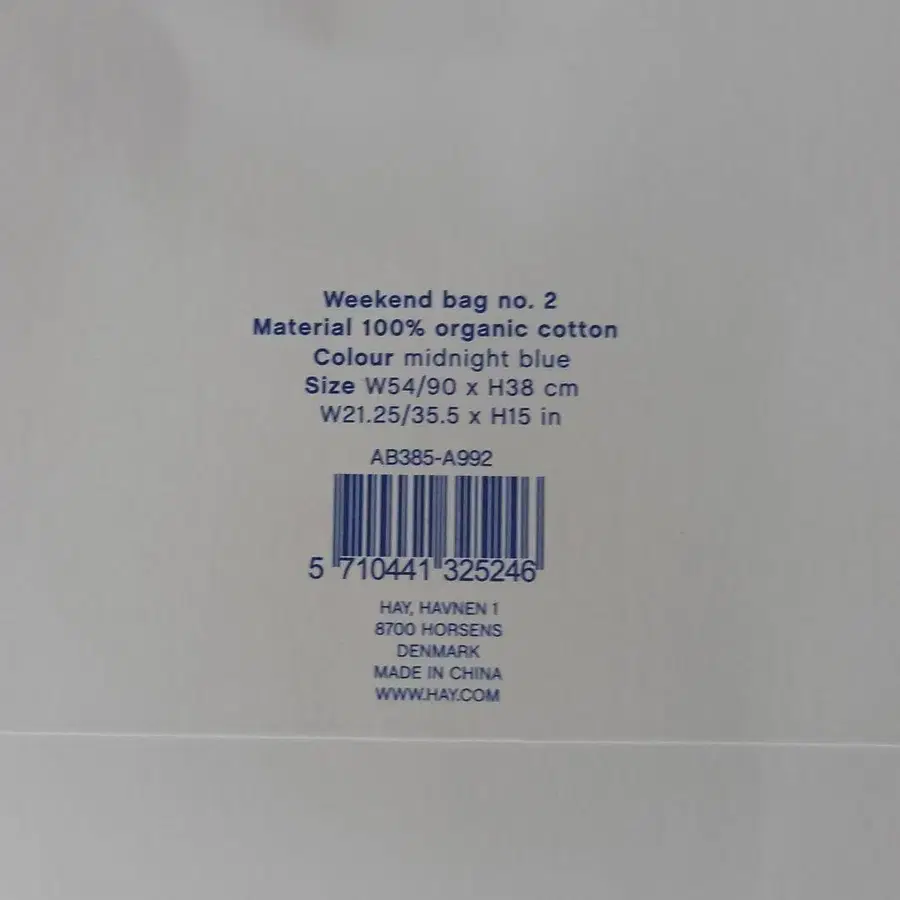 Weekend bag no. 2
Material 100% organic cotton
Colour midnight blue
Size W54/90 x H38 cm
W21.25/35.5 x H15 in
AB385-A992
5 710441 325246
HAY, HAVNEN 1
8700 HORSENS
DENMARK
MADE IN CHINA
WWW.HAY.COM